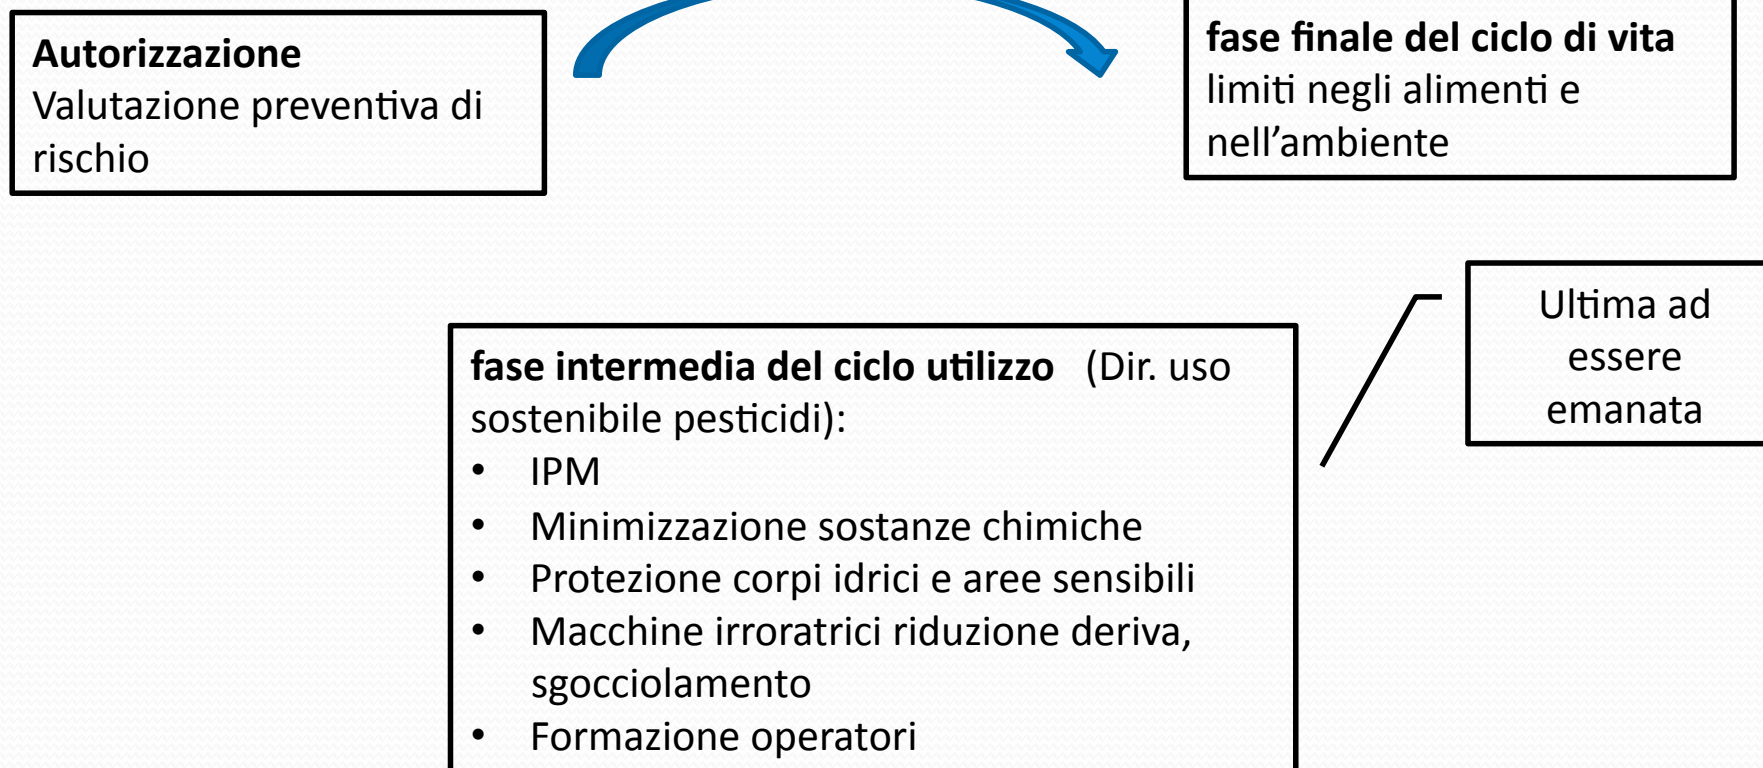 Autorizzazione
Valutazione preventiva di
rischio
fase finale del ciclo di vita
limiti negli alimenti e
nell’ambiente
Ultima ad
essere
emanata
fase intermedia del ciclo utilizzo (Dir. uso
sostenibile pesticidi):
• IPM
• Minimizzazione sostanze chimiche
• Protezione corpi idrici e aree sensibili
• Macchine irroratrici riduzione deriva,
sgocciolamento
• Formazione operatori